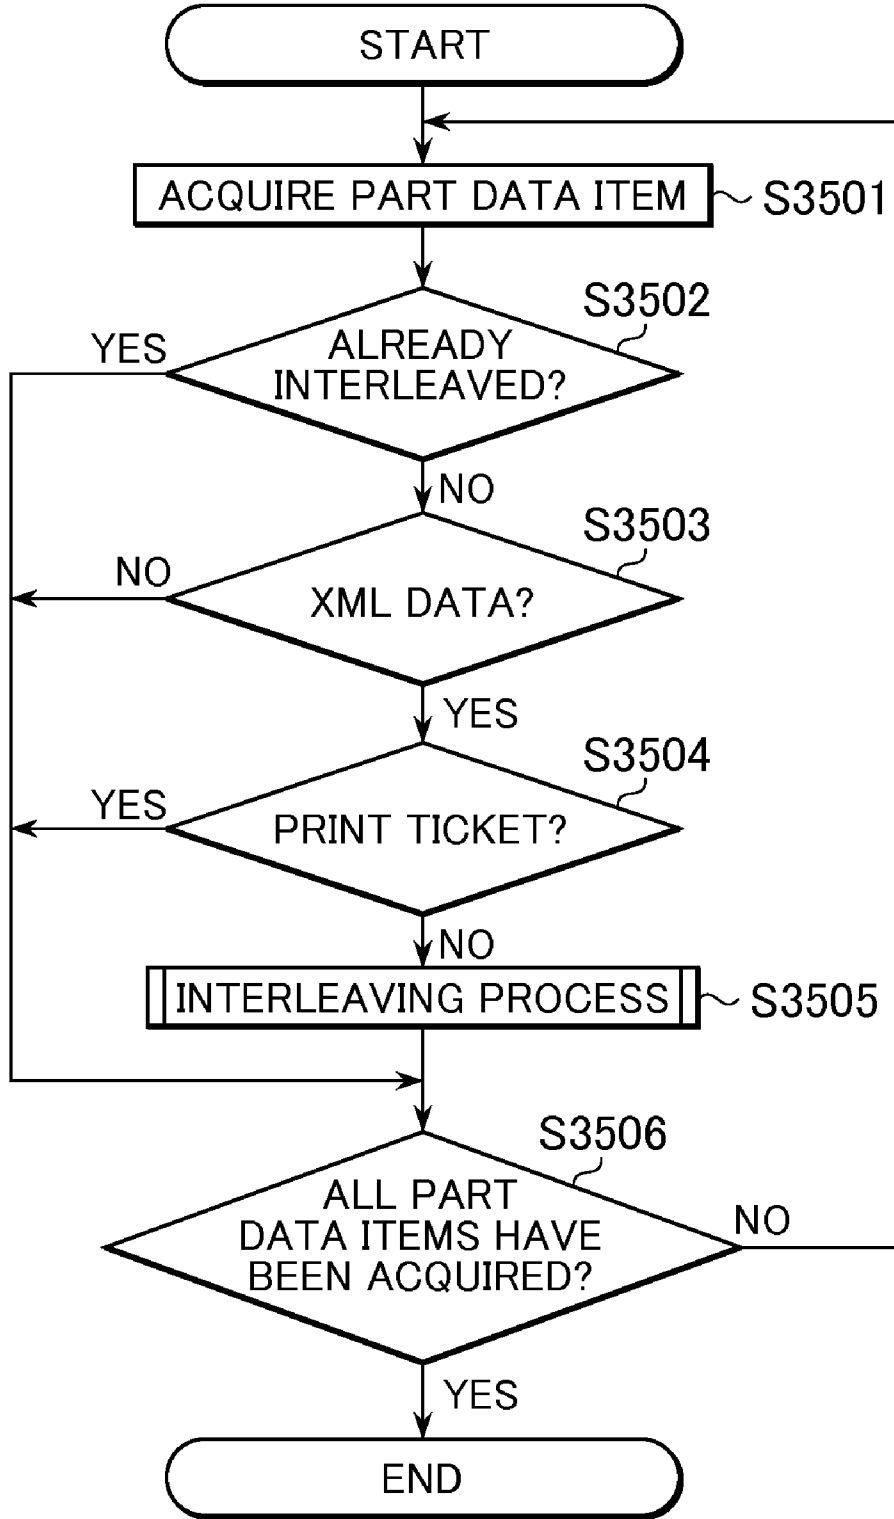 START
ACQUIRE PART DATA ITEM
S3501
S3502
ALREADY
INTERLEAVED?
YES
NO
S3503
XML DATA?
NO
YES
S3504
PRINT TICKET?
YES
NO
INTERLEAVING PROCESS
S3505
S3506
ALL PART
DATA ITEMS HAVE
BEEN ACQUIRED?
NO
YES
END